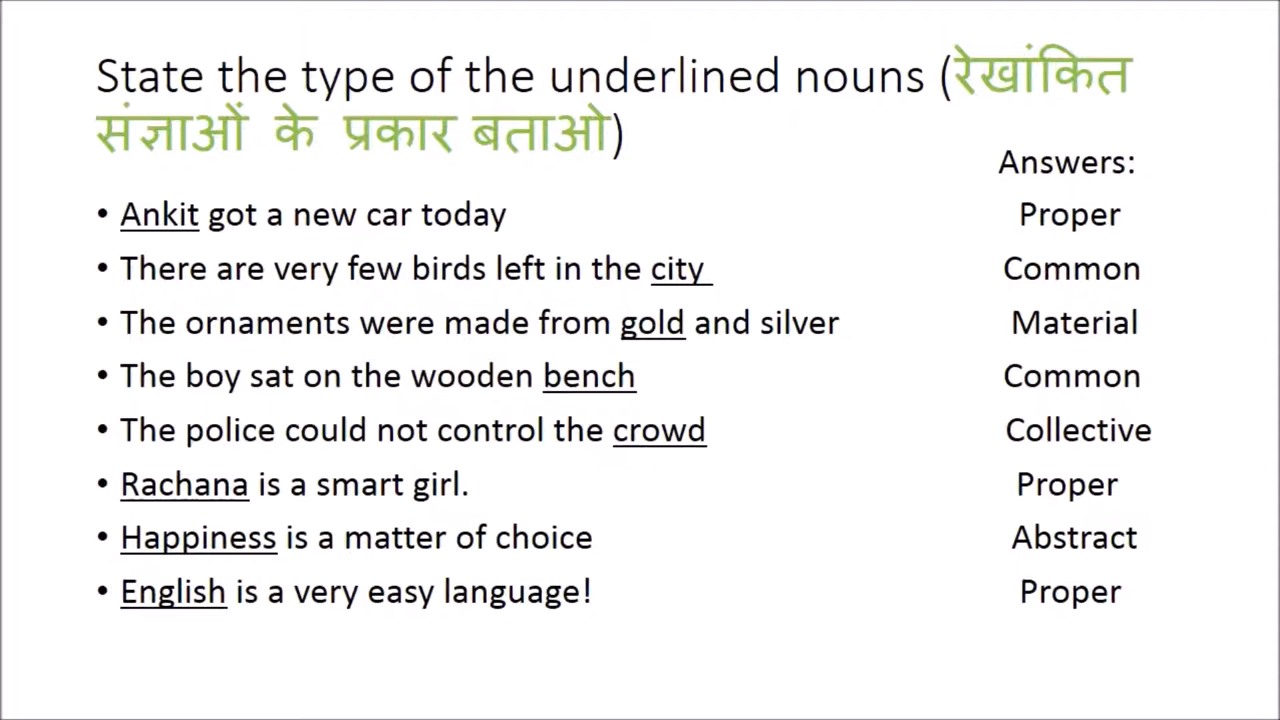 State the type of the underlined nouns (रेखांकित
संज्ञाओं के प्रकार बताओ)
Answers:
• Ankit got a new car today Proper
• There are very few birds left in the city Common
• The ornaments were made from gold and silver Material
• The boy sat on the wooden bench Common
• The police could not control the crowd Collective
• Rachana is a smart girl. Proper
• Happiness is a matter of choice Abstract
• English is a very easy language! Proper